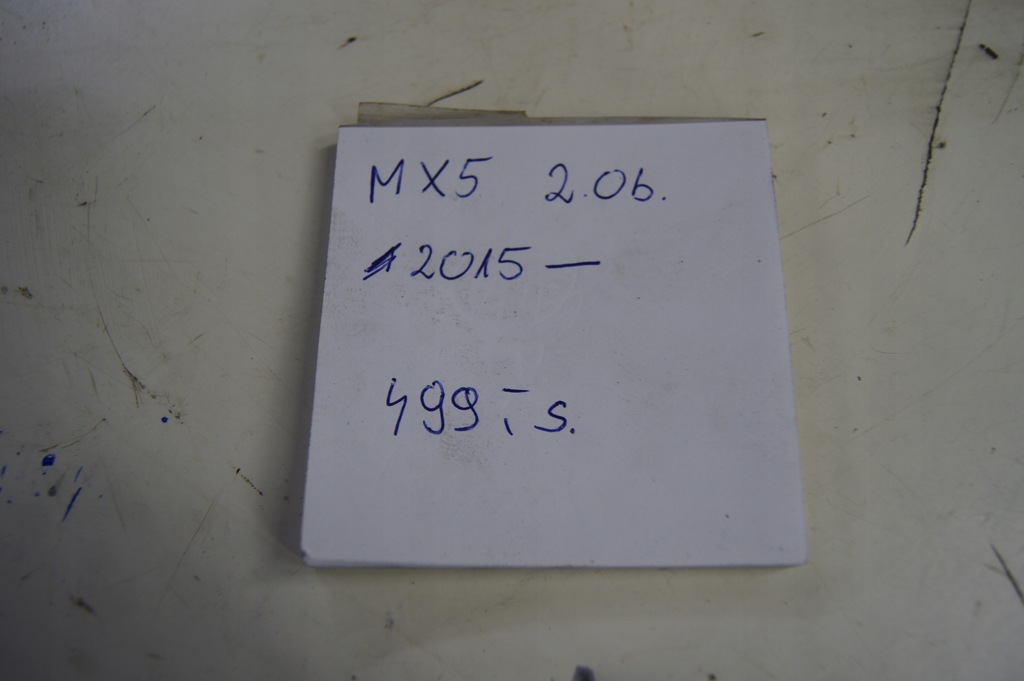 MX5 2.0b.
2015 —
499,- s.